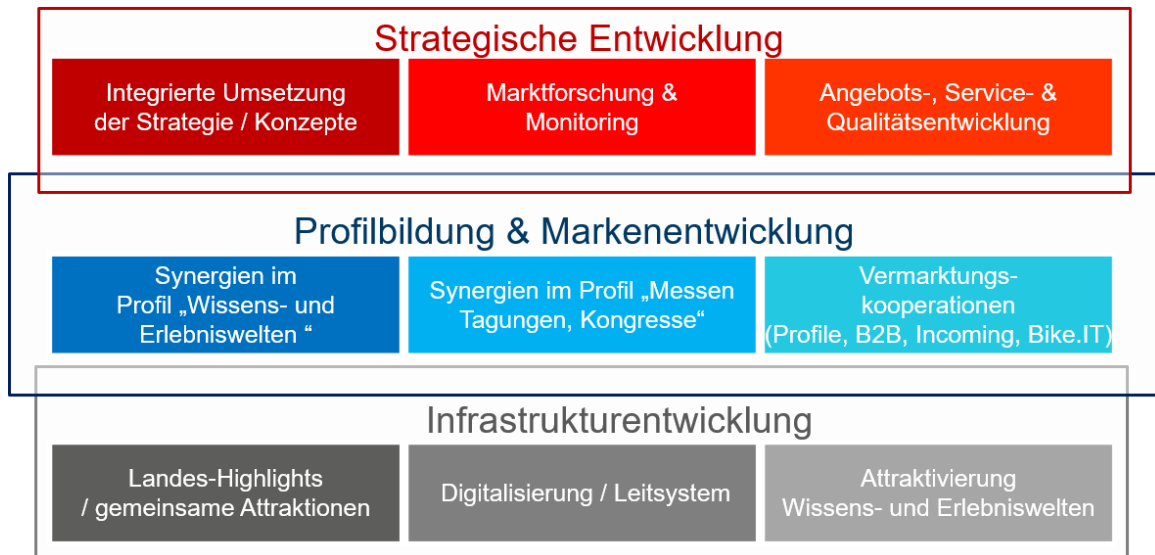 Strategische Entwicklung
Integrierte Umsetzung
der Strategie / Konzepte
Marktforschung &
Monitoring
Angebots-, Service- &
Qualitätsentwicklung
Profilbildung & Markenentwicklung
Synergien im
Profil „Wissens- und
Erlebniswelten “
Synergien im Profil „Messen
Tagungen, Kongresse“
Vermarktungs-
kooperationen
(Profile, B2B, Incoming, Bike.IT)
Infrastrukturentwicklung
Landes-Highlights
/ gemeinsame Attraktionen
Digitalisierung / Leitsystem
Attraktivierung
Wissens- und Erlebniswelten